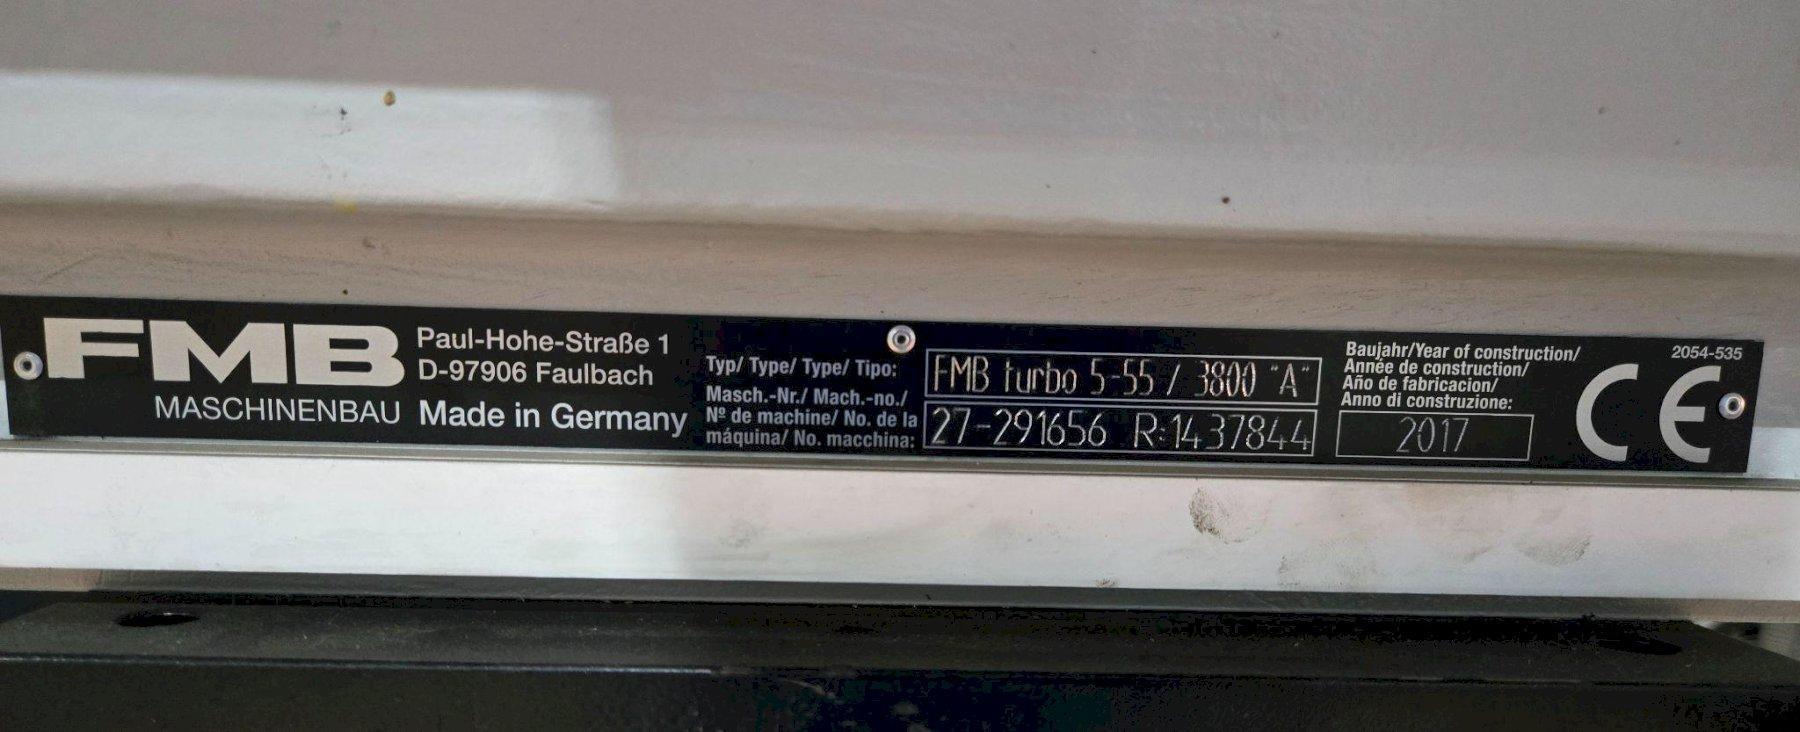 FMB
MASCHINENBAU
Paul-Hohe-Straße 1
D-97906 Faulbach
Made in Germany
Typ/ Type/ Type/ Tipo:
FMB turbo 5-55 / 3800 "A"
Masch.-Nr./ Mach.-no./
Nº de machine/ No. de la
máquina/ No. macchina:
27-291656 R:1437844
Baujahr/Year of construction/
Année de construction/
Año de fabricacion/
Anno di construzione:
2017
CE
2054-535